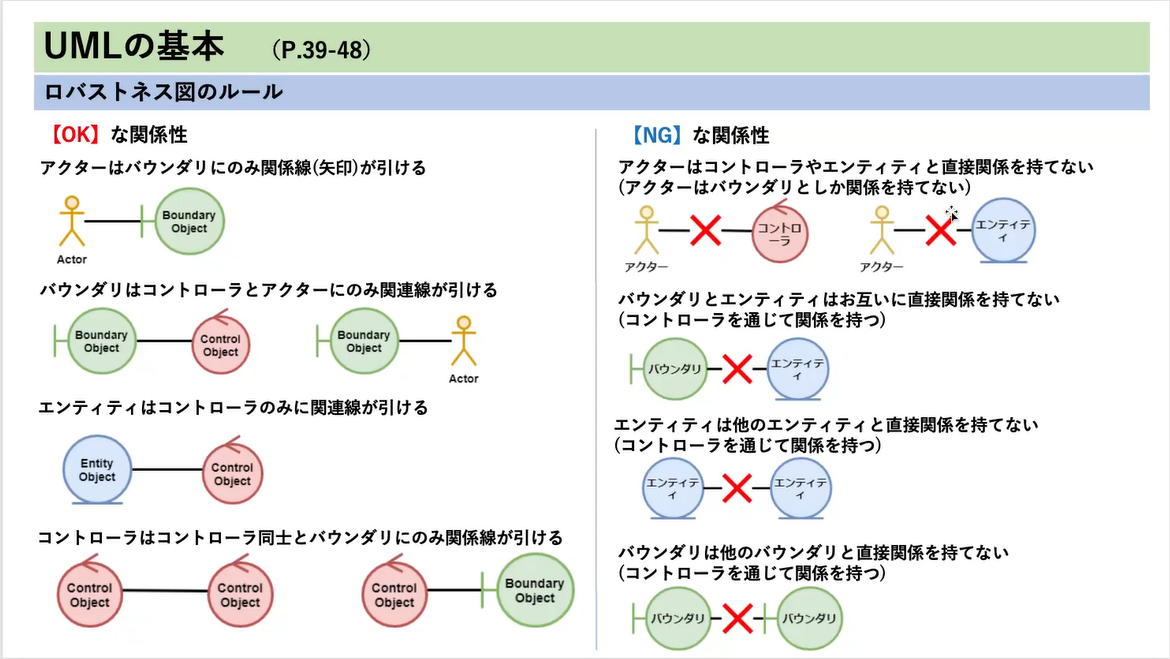 UMLの基本 （P.39-48）
ロバストネス図のルール
【OK】な関係性
アクターはバウンダリにのみ関係線(矢印)が引ける
Boundary
Object
Actor
バウンダリはコントローラとアクターにのみ関連線が引ける
Boundary
Object
Control
Object
Boundary
Object
Actor
エンティティはコントローラのみに関連線が引ける
Entity
Object
Control
Object
コントローラはコントローラ同士とバウンダリにのみ関係線が引ける
Control
Object
Control
Object
Control
Object
Boundary
Object
【NG】な関係性
アクターはコントローラやエンティティと直接関係を持てない
(アクターはバウンダリとしか関係を持てない)
アクター
コントロ
ーラ
アクター
エンティテ
ィ
バウンダリとエンティティはお互いに直接関係を持てない
(コントローラを通じて関係を持つ)
バウンダリ
エンティテ
ィ
エンティティは他のエンティティと直接関係を持てない
(コントローラを通じて関係を持つ)
エンティテ
ィ
エンティテ
ィ
バウンダリは他のバウンダリと直接関係を持てない
(コントローラを通じて関係を持つ)
バウンダリ
バウンダリ